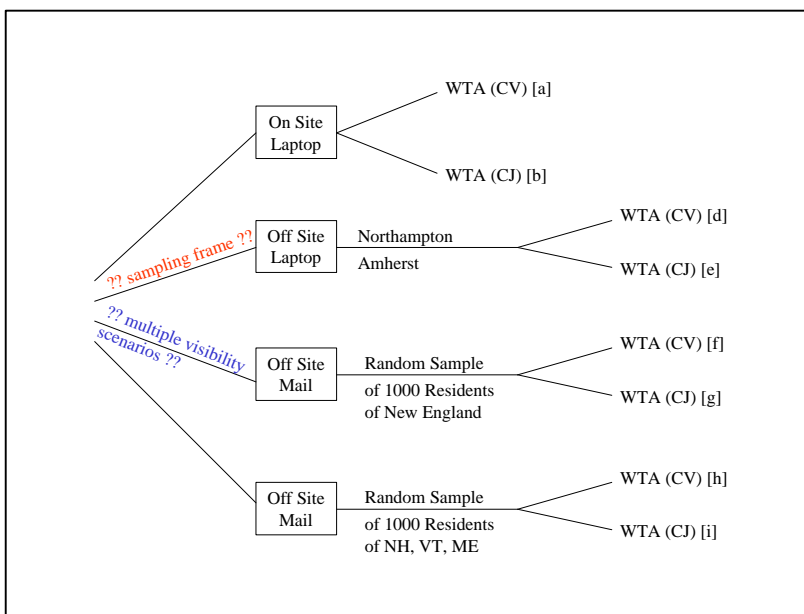 WTA (CV) [a]
On Site
Laptop
WTA (CJ) [b]
?? sampling frame ??
Off Site
Laptop
Northampton
Amherst
WTA (CV) [d]
WTA (CJ) [e]
?? multiple visibility
scenarios ??
Off Site
Mail
Random Sample
of 1000 Residents
of New England
WTA (CV) [f]
WTA (CJ) [g]
Off Site
Mail
Random Sample
of 1000 Residents
of NH, VT, ME
WTA (CV) [h]
WTA (CJ) [i]